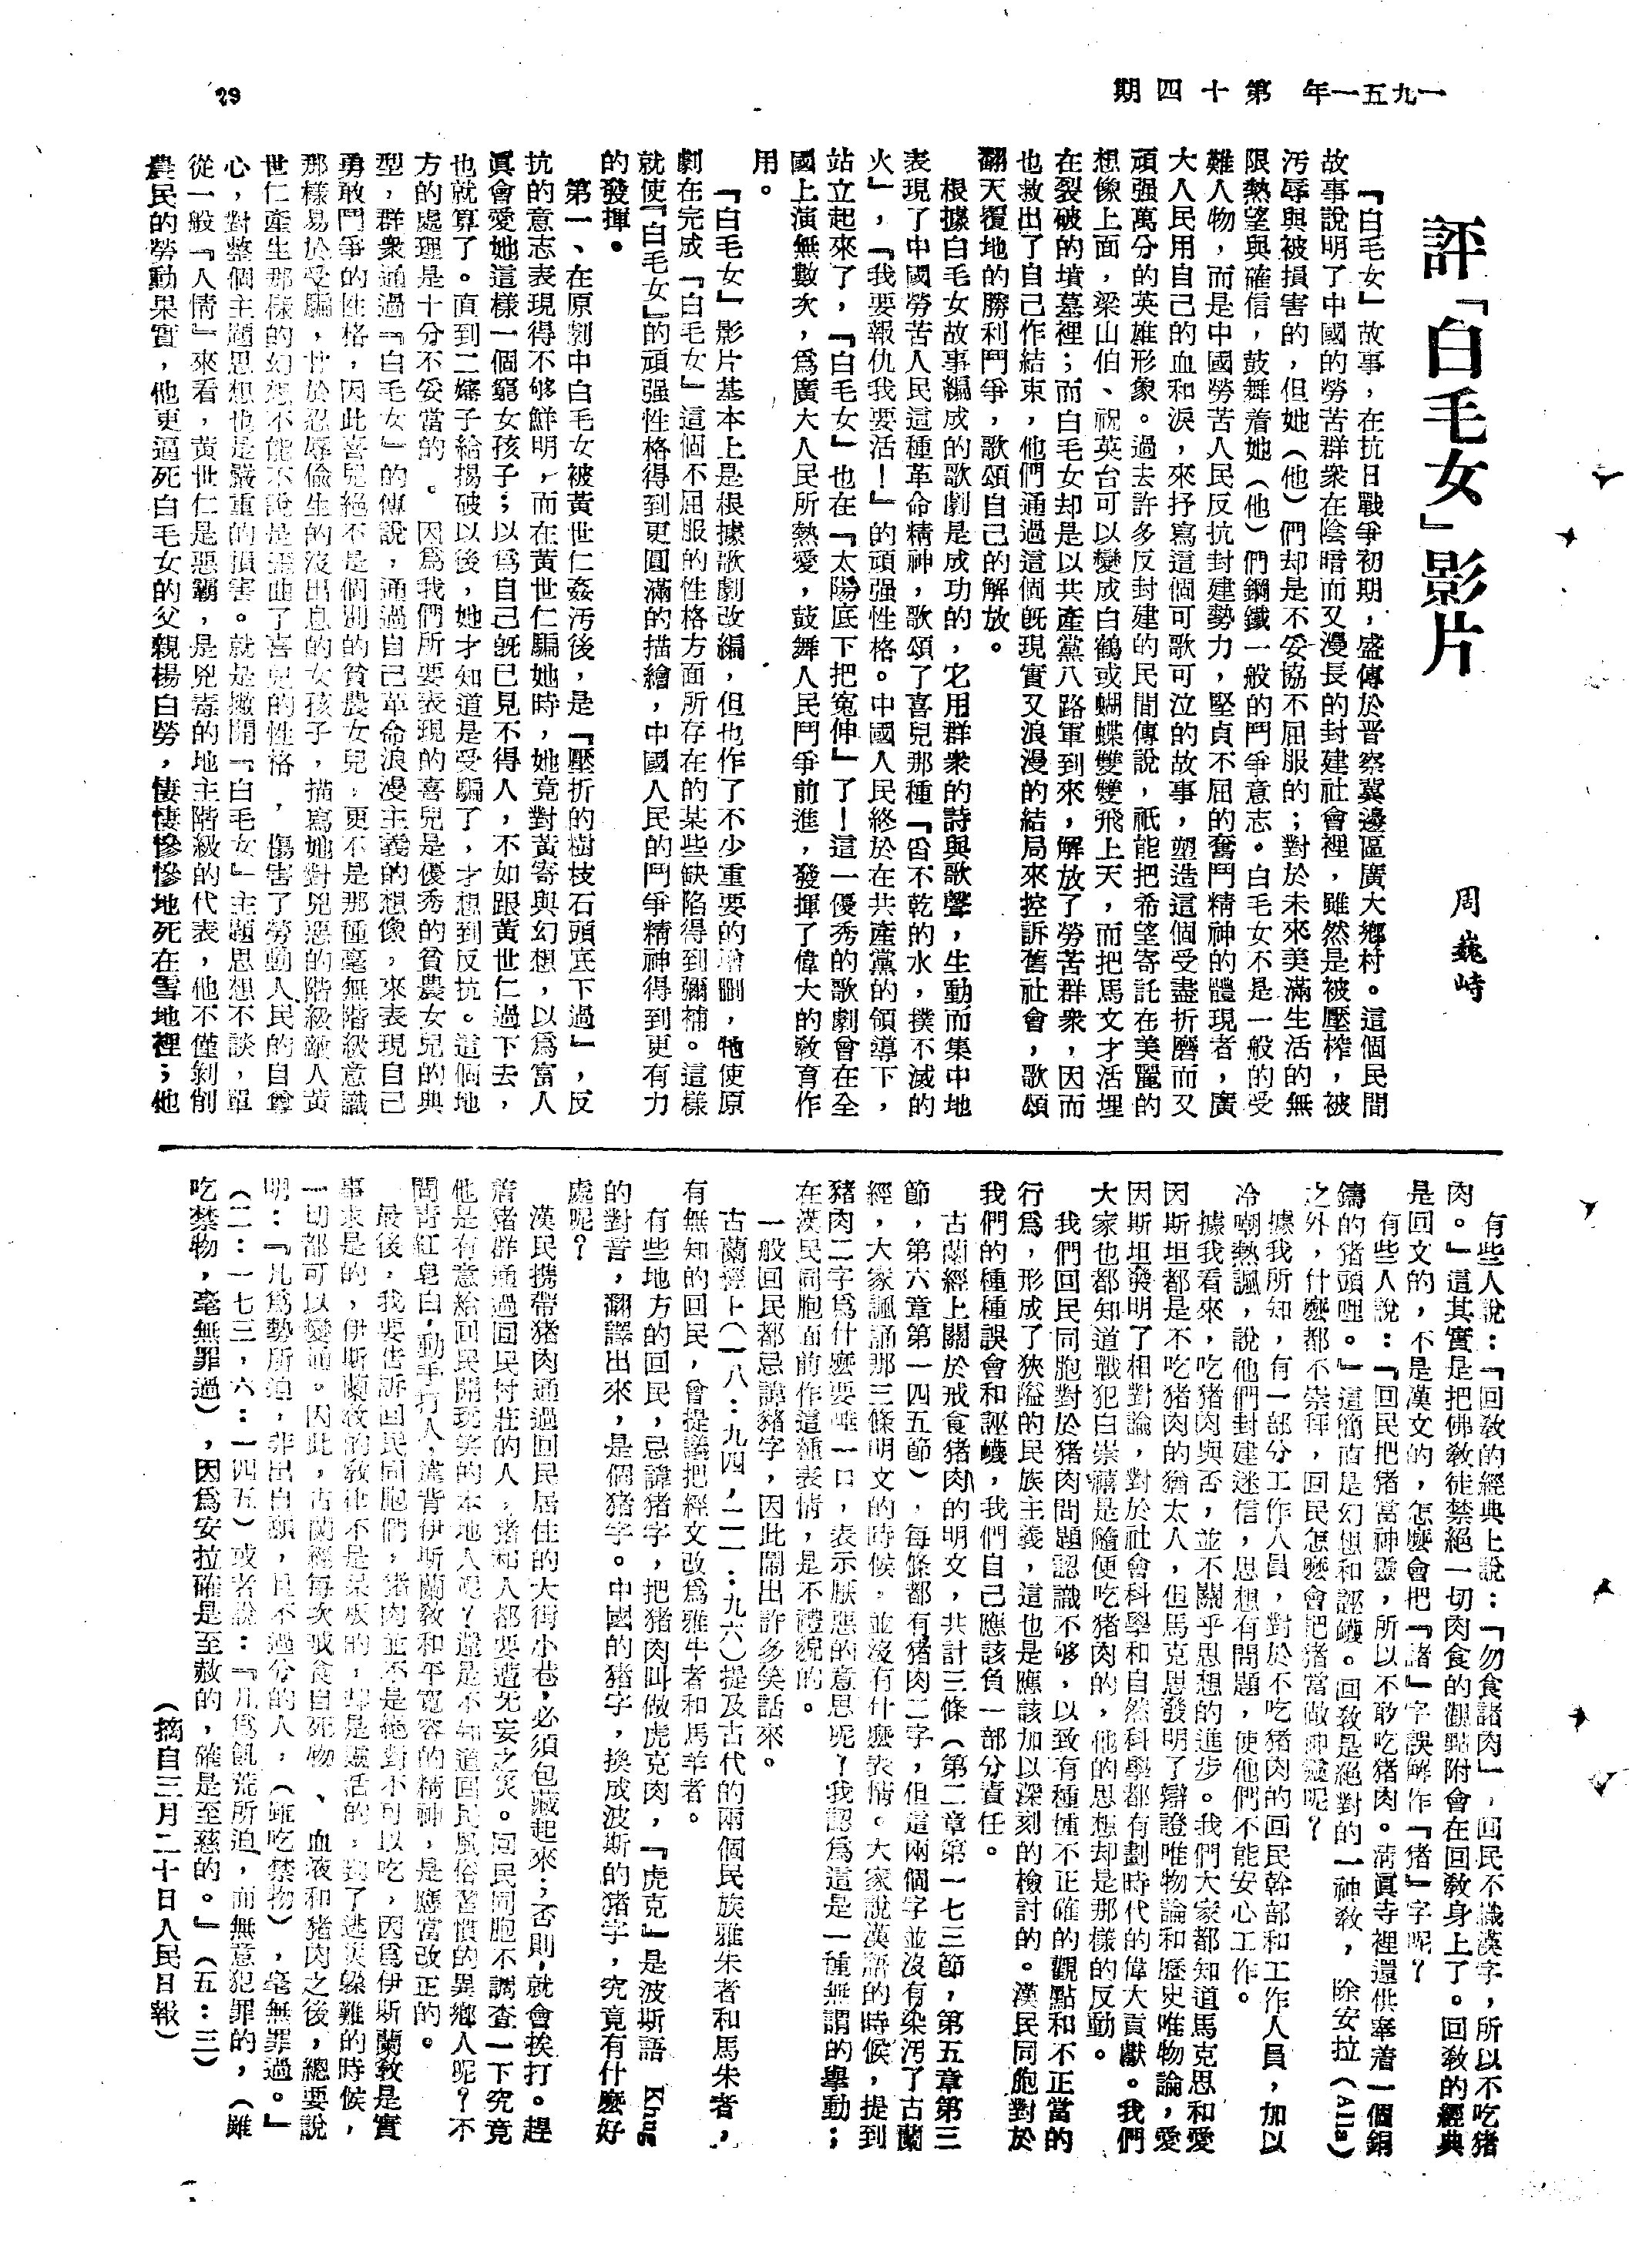 一九五一年 第十四期
29
評「白毛女」影片
周巍峙
『白毛女』故事，在抗日戰爭初期，盛傳於晋察冀邊區廣大鄉村。這個民間
故事說明了中國的勞苦群衆在陰暗而又漫長的封建社會裡，雖然是被壓榨，被
汚辱與被損害的，但她（他）們却是不妥協不屈服的；對於未來美滿生活的無
限熱望與確信，鼓舞着她（他）們鋼鐵一般的鬥爭意志。白毛女不是一般的受
難人物，而是中國勞苦人民反抗封建勢力，堅貞不屈的奮鬥精神的體現者，廣
大人民用自己的血和淚，來抒寫這個可歌可泣的故事，塑造這個受盡折磨而又
頑强萬分的英雄形象。過去許多反封建的民間傳說，祇能把希望寄託在美麗的
想像上面，梁山伯、祝英台可以變成白鶴或蝴蝶雙雙飛上天，而把馬文才活埋
在裂破的墳墓裡；而白毛女却是以共產黨八路軍到來，解放了勞苦群衆，因而
也救出了自己作結束，他們通過這個旣現實又浪漫的結局來控訴舊社會，歌頌
翻天覆地的勝利鬥爭，歌頌自己的解放。
根據白毛女故事編成的歌劇是成功的，它用群衆的詩與歌聲，生動而集中地
表現了中國勞苦人民這種革命精神，歌頌了喜兒那種「舀不乾的水，撲不滅的
火」，『我要報仇我要活！』的頑强性格。中國人民終於在共產黨的領導下，
站立起來了，『白毛女』也在『太陽底下把寃伸』了！這一優秀的歌劇曾在全
國上演無數次，爲廣大人民所熱愛，鼓舞人民鬥爭前進，發揮了偉大的敎育作
用。
『白毛女』影片基本上是根據歌劇改編，但也作了不少重要的增刪，牠使原
劇在完成『白毛女』這個不屈服的性格方面所存在的某些缺陷得到彌補。這樣
就使『白毛女』的頑强性格得到更圓滿的描繪，中國人民的鬥爭精神得到更有力
的發揮。
第一、在原劇中白毛女被黃世仁姦汚後，是『壓折的樹枝石頭底下過』，反
抗的意志表現得不够鮮明，而在黃世仁騙她時，她竟對黃寄與幻想，以爲富人
眞會愛她這樣一個窮女孩子；以爲自己旣已見不得人，不如跟黃世仁過下去，
也就算了。直到二嬸子給揭破以後，她才知道是受騙了，才想到反抗。這個地
方的處理是十分不妥當的。因爲我們所要表現的喜兒是優秀的貧農女兒的典
型，群衆通過『白毛女』的傳說，通過自己革命浪漫主義的想像，來表現自己
勇敢鬥爭的性格，因此喜兒絕不是個別的貧農女兒，更不是那種毫無階級意識
那樣易於受騙，甘於忍辱偸生的沒出息的女孩子，描寫她對兇惡的階級敵人黃
世仁產生那樣的幻想不能不說是歪曲了喜兒的性格，傷害了勞動人民的自尊
心，對整個主題思想也是嚴重的損害。就是撇開『白毛女』主題思想不談，單
從一般『人情』來看，黃世仁是惡霸，是兇毒的地主階級的代表，他不僅剝削
農民的勞動果實，他更逼死白毛女的父親楊白勞，悽悽慘慘地死在雪地裡；他
有些人說：『回敎的經典上說：「勿食諸肉」，回民不識漢字，所以不吃猪
肉。』這其實是把佛敎徒禁絕一切肉食的觀點附會在回敎身上了。回敎的經典
是回文的，不是漢文的，怎麼會把『諸』字誤解作『猪』字呢？
有些人說：『回民把猪當神靈，所以不敢吃猪肉。淸眞寺裡還供奉着一個銅
鑄的猪頭哩。』這簡直是幻想和誣衊。回敎是絕對的一神敎，除安拉（Alla）
之外，什麼都不崇拜，回民怎麼會把猪當做神靈呢？
據我所知，有一部分工作人員，對於不吃猪肉的回民幹部和工作人員，加以
冷嘲熱諷，說他們封建迷信，思想有問題，使他們不能安心工作。
據我看來，吃猪肉與否，並不關乎思想的進步。我們大家都知道馬克思和愛
因斯坦都是不吃猪肉的猶太人，但馬克思發明了辯證唯物論和歷史唯物論，愛
因斯坦發明了相對論，對於社會科學和自然科學都有劃時代的偉大貢獻。我們
大家也都知道戰犯白崇禧是隨便吃猪肉的，他的思想却是那樣的反動。
我們回民同胞對於猪肉問題認識不够，以致有種種不正確的觀點和不正當的
行爲，形成了狹隘的民族主義，這也是應該加以深刻的檢討的。漢民同胞對於
我們的種種誤會和誣衊，我們自己應該負一部分責任。
古蘭經上關於戒食猪肉的明文，共計三條（第二章第一七三節，第五章第三
節，第六章第一四五節），每條都有猪肉二字，但這兩個字並沒有染汚了古蘭
經，大家諷誦那三條明文的時候，並沒有什麼表情。大家說漢語的時候，提到
豬肉二字爲什麼要唾一口，表示厭惡的意思呢？我認爲這是一種無謂的舉動；
在漢民同胞面前作這種表情，是不禮貌的。
一般回民都忌諱豬字，因此鬧出許多笑話來。
古蘭經上（一八：九四，二一：九六）提及古代的兩個民族雅朱者和馬朱者，
有無知的回民，曾提議把經文改爲雅牛者和馬羊者。
有些地方的回民，忌諱猪字，把猪肉叫做虎克肉，『虎克』是波斯語 Khug
的對音，翻譯出來，是個猪字。中國的猪字，換成波斯的猪字，究竟有什麼好
處呢？
漢民携帶猪肉通過回民居住的大街小巷，必須包藏起來；否則，就會挨打。趕
着猪群通過回民村莊的人，猪和人都要遭无妄之災。回民同胞不調查一下究竟
他是有意給回民開玩笑的本地人呢？還是不知道回民風俗習慣的異鄉人呢？不
問靑紅皂白，動手打人，違背伊斯蘭敎和平寬容的精神，是應當改正的。
最後，我要告訴回民同胞們，猪肉並不是絕對不可以吃，因爲伊斯蘭敎是實
事求是的，伊斯蘭敎的敎律不是呆板的，却是靈活的，到了逃災躱難的時候，
一切都可以變通。因此，古蘭經每次戒食自死物、血液和猪肉之後，總要說
明：『凡爲勢所迫，非出自願，且不過分的人，（雖吃禁物），毫無罪過。』
（二：一七三，六：一四五）或者說：『凡爲飢荒所迫，而無意犯罪的，（雖
吃禁物，毫無罪過），因爲安拉確是至赦的，確是至慈的。』（五：三）
（摘自三月二十日人民日報）